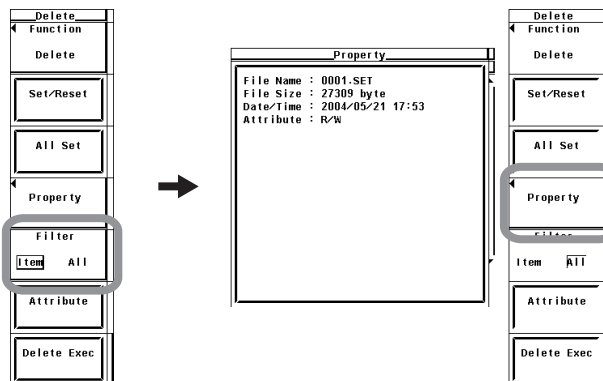 Delete
Function
Delete
Set/Reset
All Set
Property
Filter
Item All
Attribute
Delete Exec
Property
File Name : 0001.SET
File Size : 27309 byte
Date/Time : 2004/05/21 17:53
Attribute : R/W
Delete
Function
Delete
Set/Reset
All Set
Property
Filter
Item All
Attribute
Delete Exec